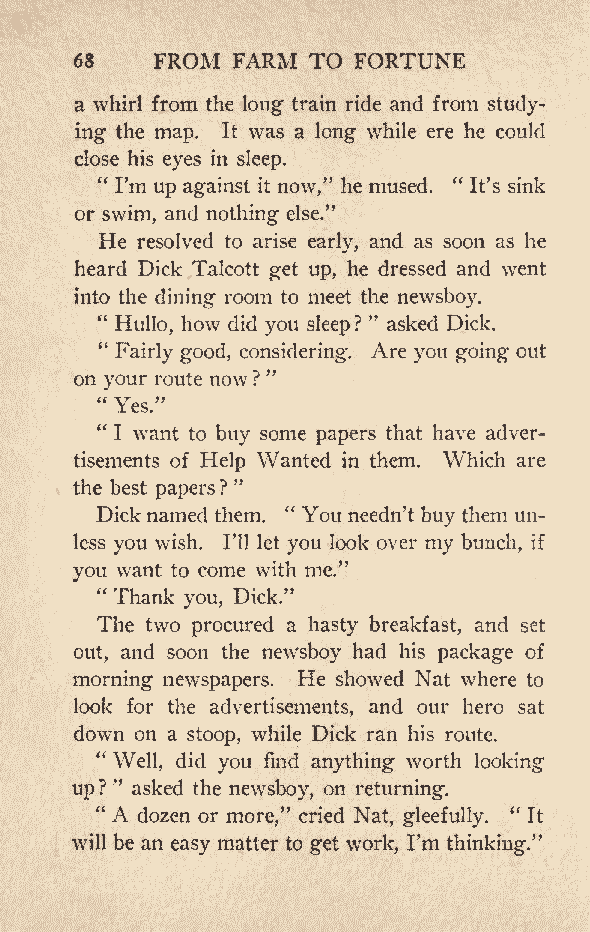 68 FROM FARM TO FORTUNE
a whirl from the long train ride and from study-
ing the map. It was a long while ere he could
close his eyes in sleep.
“ I’m up against it now,” he mused. “ It’s sink
or swim, and nothing else.”
He resolved to arise early, and as soon as he
heard Dick Talcott get up, he dressed and went
into the dining room to meet the newsboy.
“ Hullo, how did you sleep? ” asked Dick.
“ Fairly good, considering. Are you going out
on your route now? ”
“ Yes.”
“ I want to buy some papers that have adver-
tisements of Help Wanted in them. Which are
the best papers? ”
Dick named them. “ You needn’t buy them un-
less you wish. I’ll let you look over my bunch, if
you want to come with me.”
“ Thank you, Dick.”
The two procured a hasty breakfast, and set
out, and soon the newsboy had his package of
morning newspapers. He showed Nat where to
look for the advertisements, and our hero sat
down on a stoop, while Dick ran his route.
“ Well, did you find anything worth looking
up? ” asked the newsboy, on returning.
“ A dozen or more,” cried Nat, gleefully. “ It
will be an easy matter to get work, I’m thinking.”